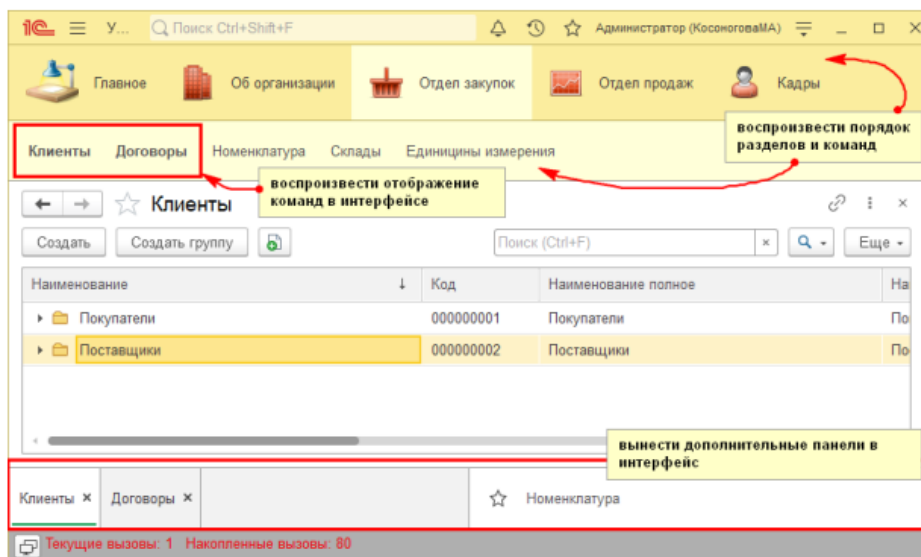 1С У... Поиск Ctrl+Shift+F Администратор (КосоноговаМА)
Главное Об организации Отдел закупок Отдел продаж Кадры
воспроизвести порядок
разделов и команд
Клиенты Договоры Номенклатура Склады Единицины измерения
воспроизвести отображение
команд в интерфейсе
Клиенты
Создать Создать группу Поиск (Ctrl+F) Еще
Наименование Код Наименование полное На
Покупатели 000000001 Покупатели По
Поставщики 000000002 Поставщики По
вынести дополнительные панели в
интерфейс
Клиенты Договоры Номенклатура
Текущие вызовы: 1 Накопленные вызовы: 80